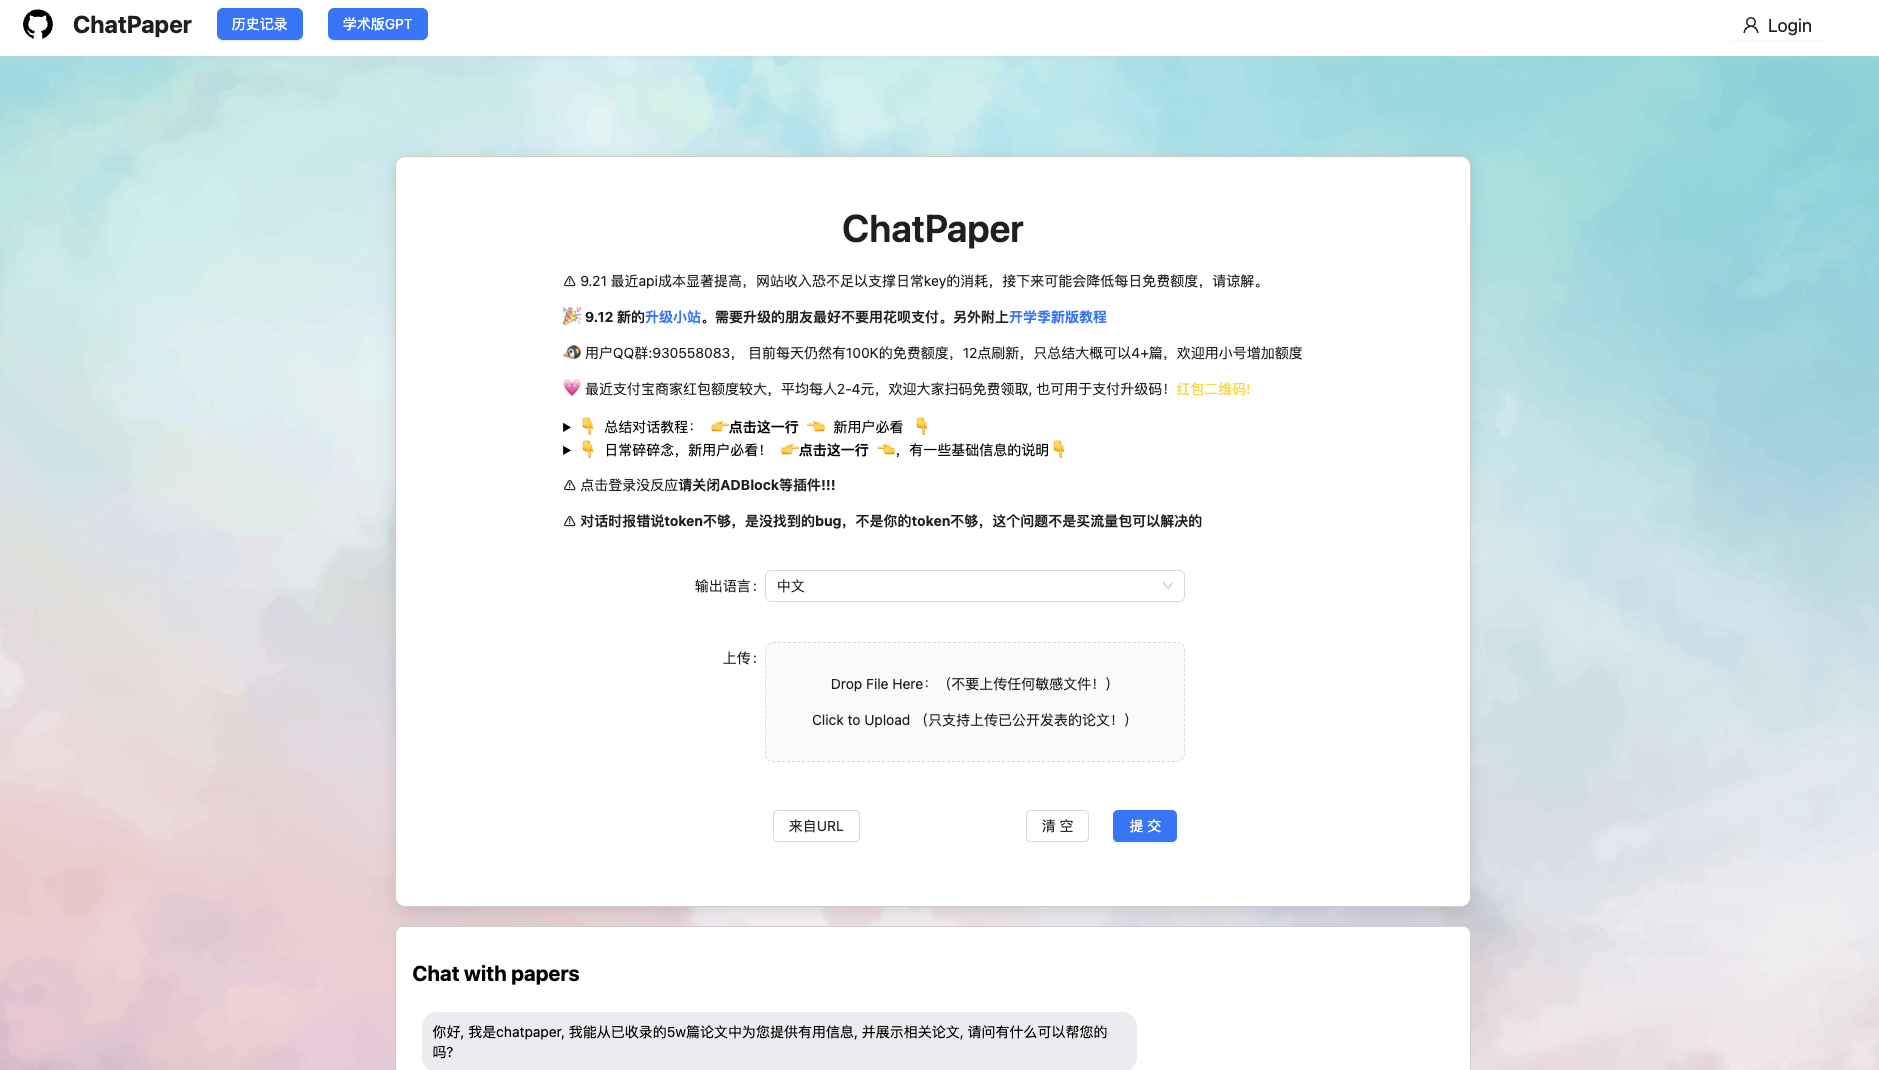 ChatPaper 历史记录 学术版GPT Login
ChatPaper
⚠ 9.21 最近api成本显著提高，网站收入恐不足以支撑日常key的消耗，接下来可能会降低每日免费额度，请谅解。
🎉 9.12 新的升级小站。需要升级的朋友最好不要用花呗支付。另外附上开学季新版教程
🐧 用户QQ群:930558083， 目前每天仍然有100K的免费额度，12点刷新，只总结大概可以4+篇，欢迎用小号增加额度
💗 最近支付宝商家红包额度较大，平均每人2-4元，欢迎大家扫码免费领取, 也可用于支付升级码！红包二维码!
▶ 👇 总结对话教程： 👉点击这一行 👈 新用户必看 👇
▶ 👇 日常碎碎念，新用户必看！ 👉点击这一行 👈，有一些基础信息的说明👇
⚠ 点击登录没反应请关闭ADBlock等插件!!!
⚠ 对话时报错说token不够，是没找到的bug，不是你的token不够，这个问题不是买流量包可以解决的
输出语言: 中文
上传:
Drop File Here： （不要上传任何敏感文件！）
Click to Upload （只支持上传已公开发表的论文！）
来自URL 清 空 提 交
Chat with papers
你好, 我是chatpaper, 我能从已收录的5w篇论文中为您提供有用信息, 并展示相关论文, 请问有什么可以帮您的
吗?